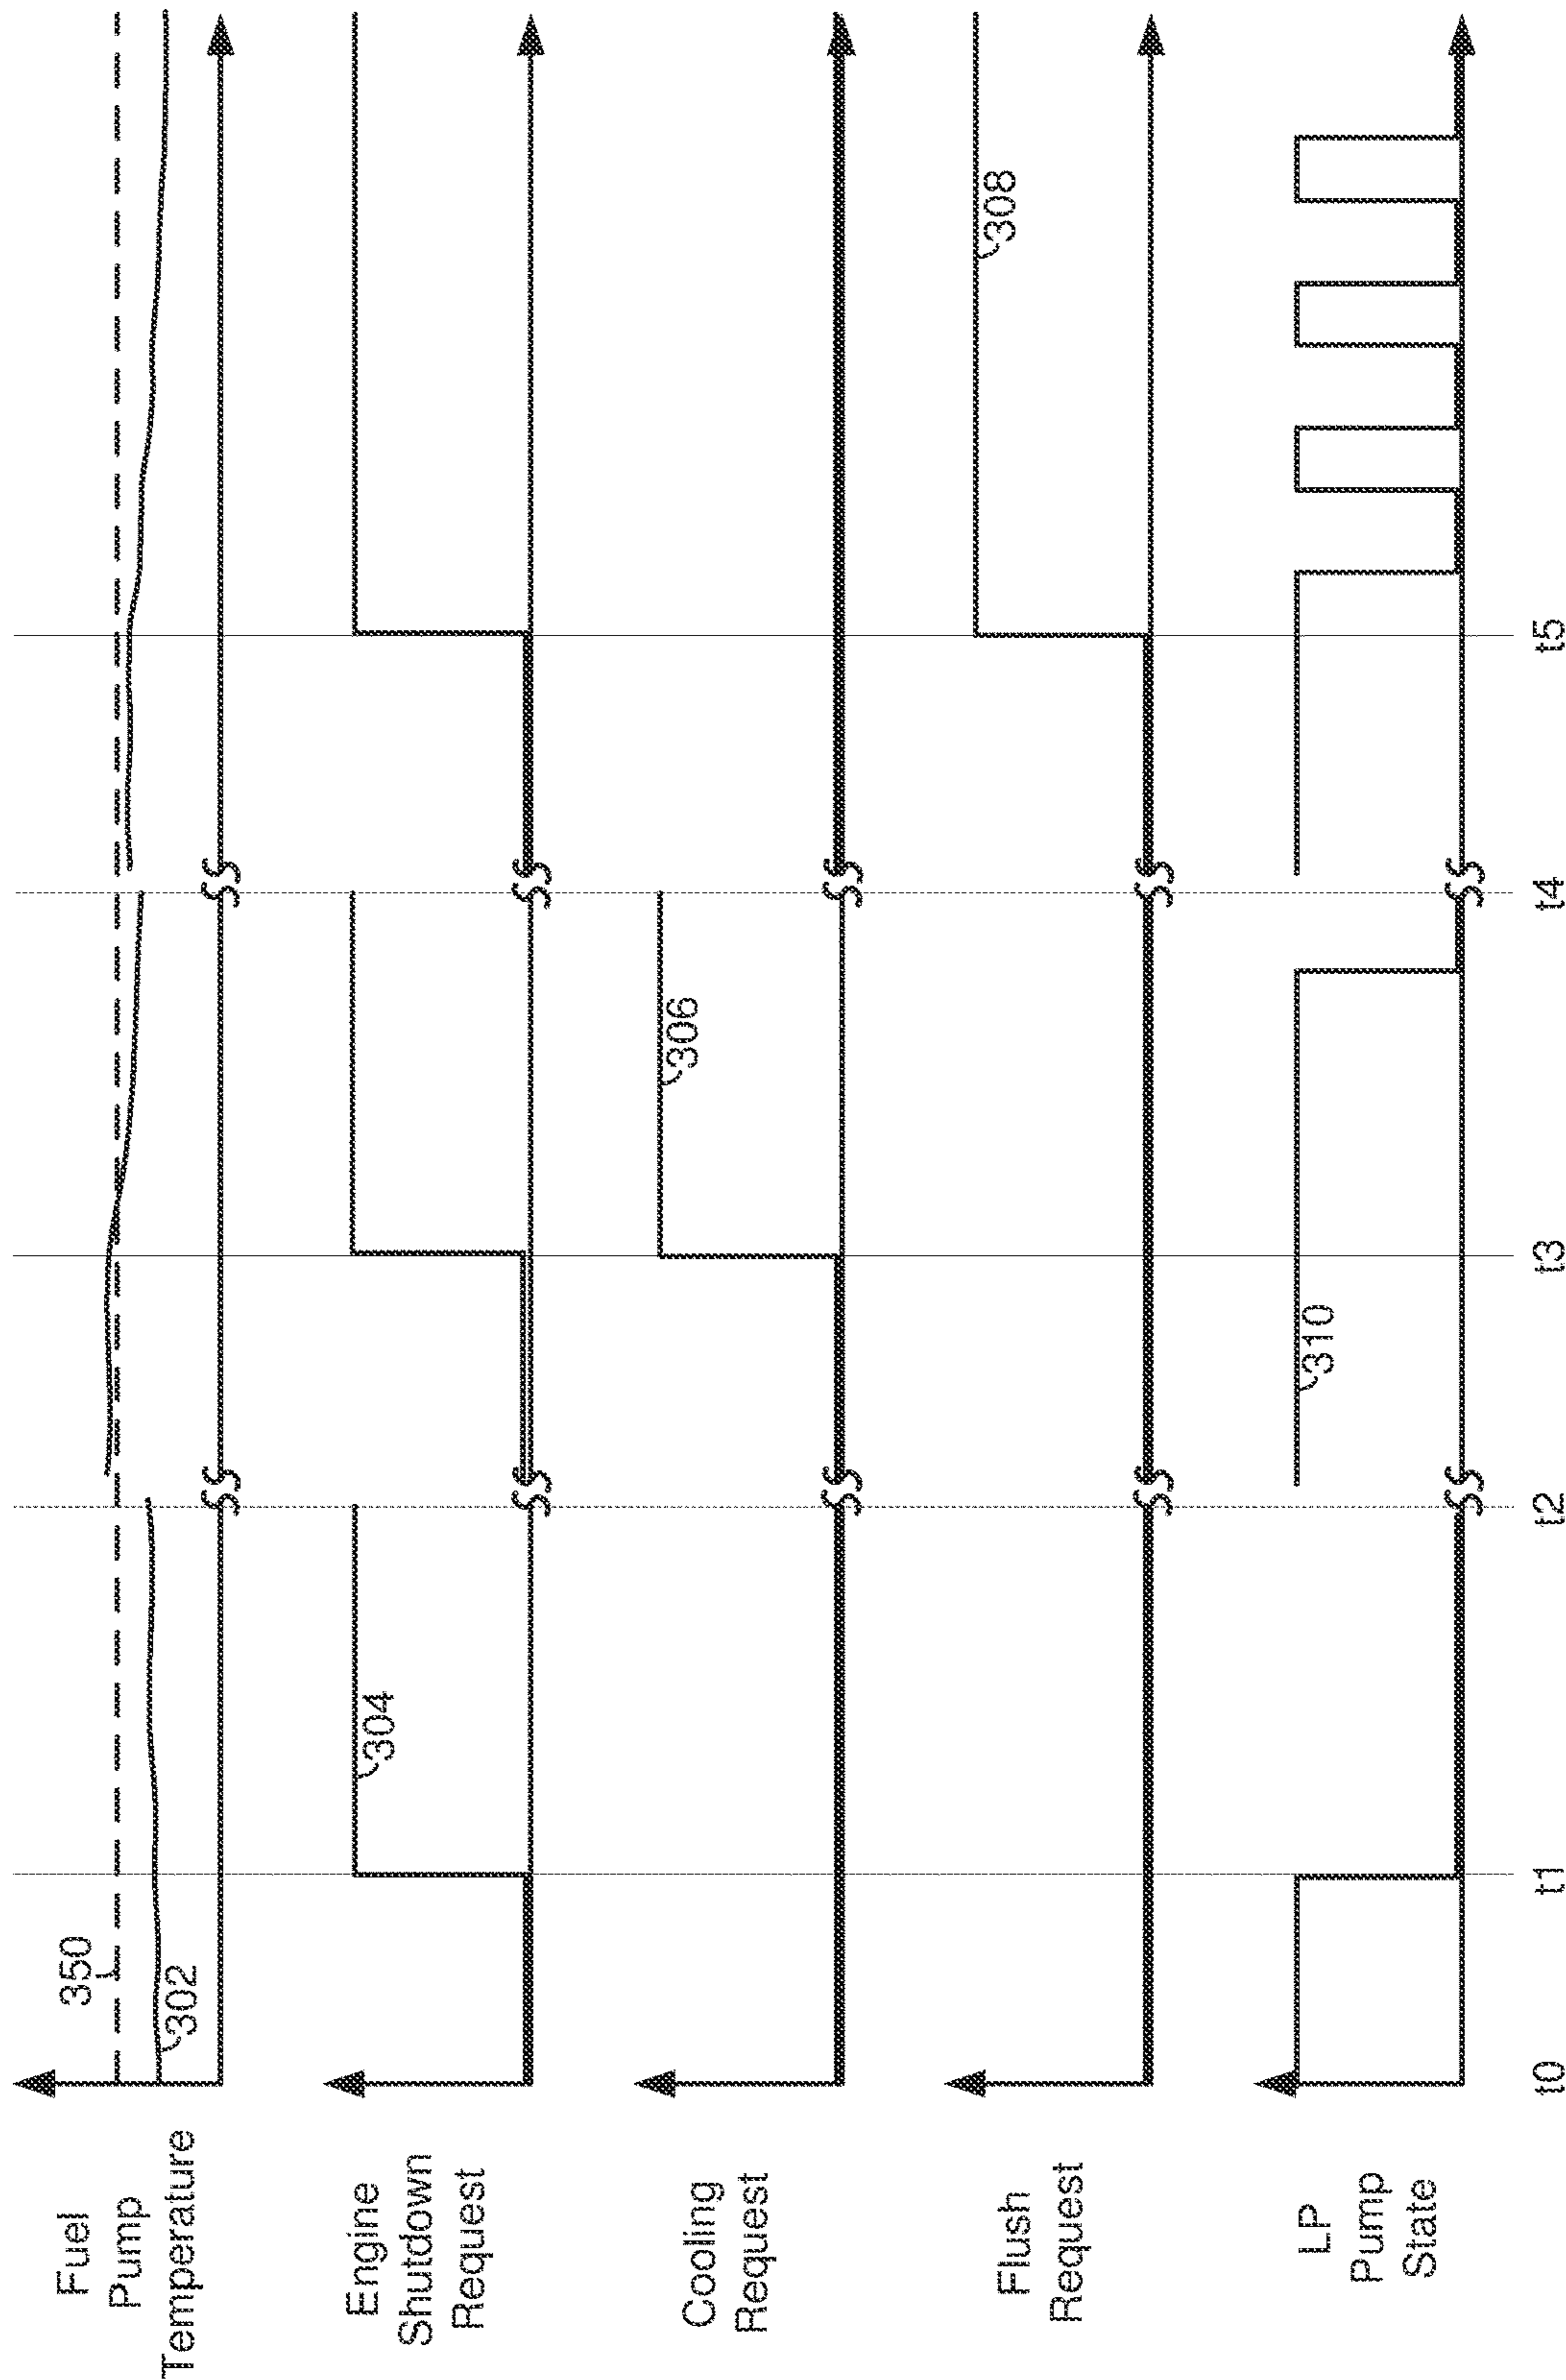 Fuel
Pump
Temperature
350
302
Engine
Shutdown
Request
304
Cooling
Request
306
Flush
Request
308
LP
Pump
State
310
t0
t1
t2
t3
t4
t5